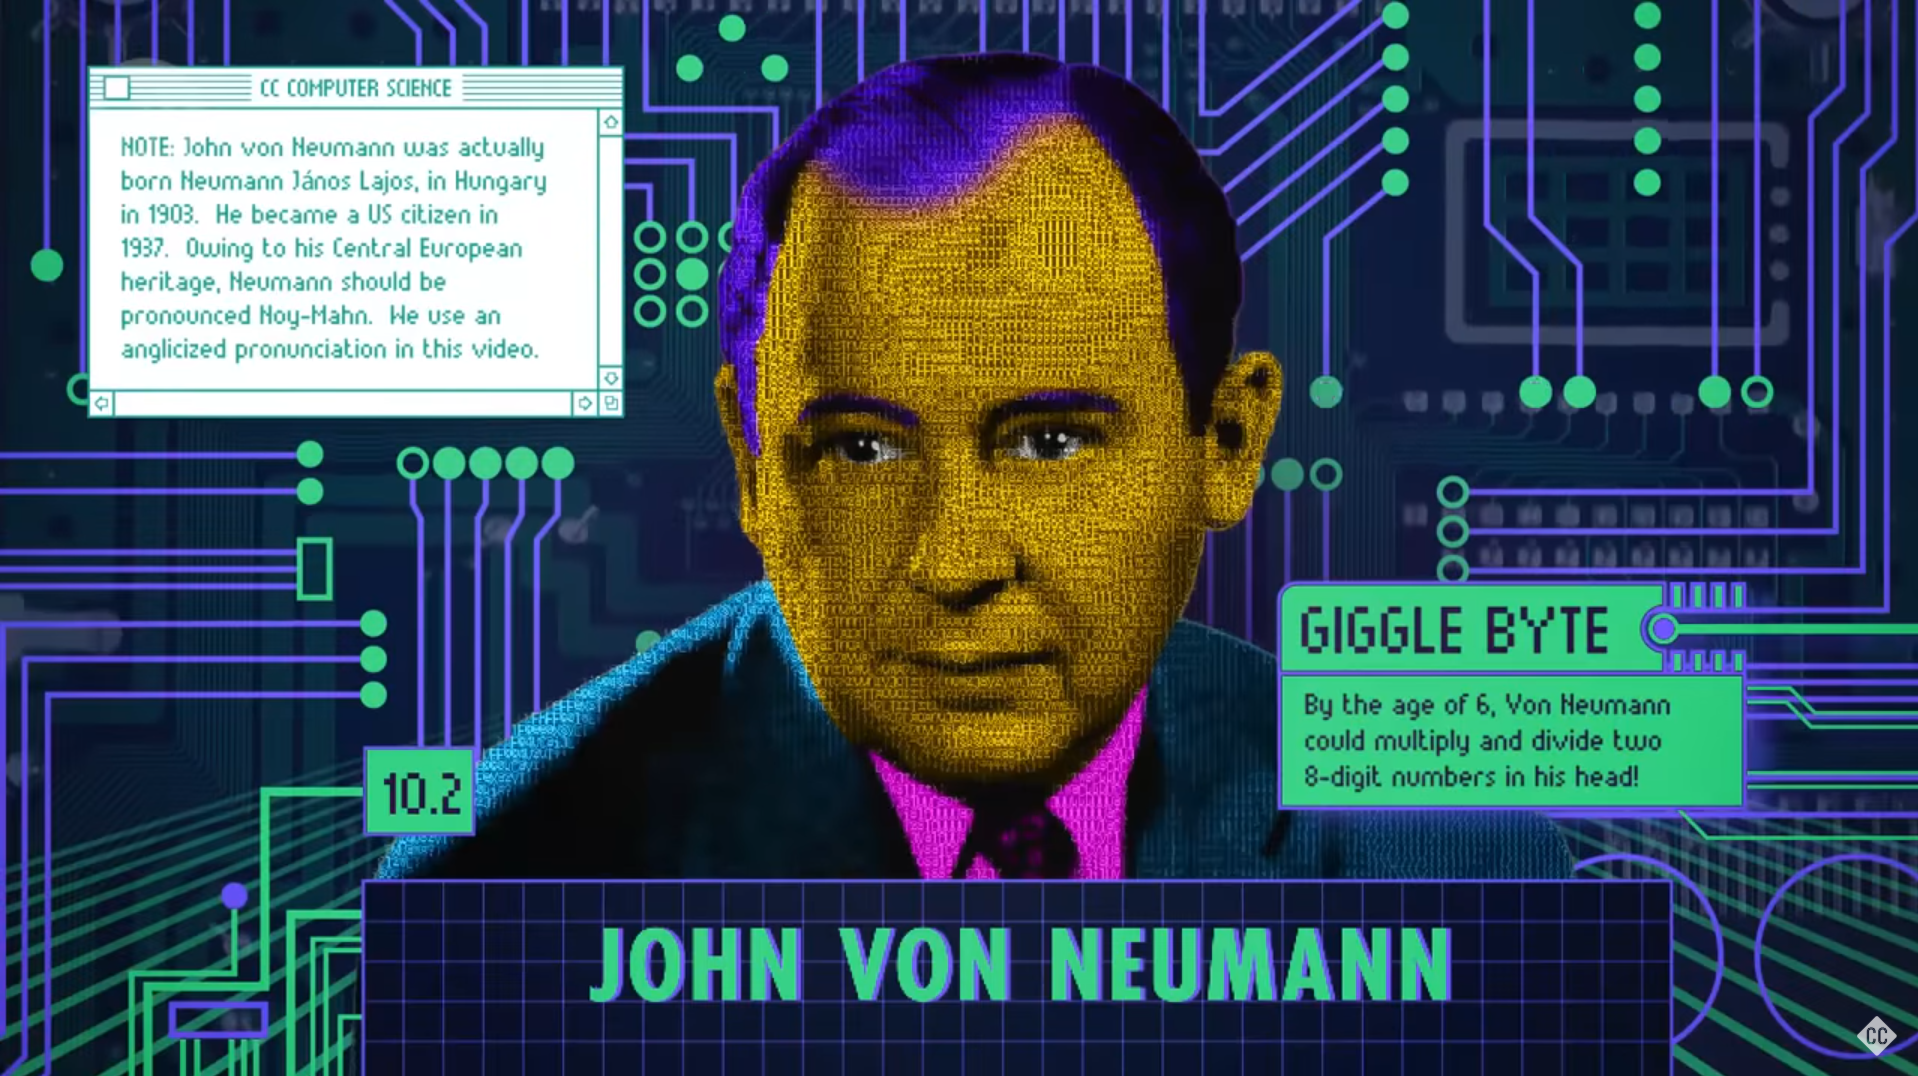 CC COMPUTER SCIENCE
NOTE: John von Neumann was actually
born Neumann János Lajos, in Hungary
in 1903. He became a US citizen in
1937. Owing to his Central European
heritage, Neumann should be
pronounced Noy-Mahn. We use an
anglicized pronunciation in this video.
GIGGLE BYTE
By the age of 6, Von Neumann
could multiply and divide two
8-digit numbers in his head!
10.2
JOHN VON NEUMANN
CC